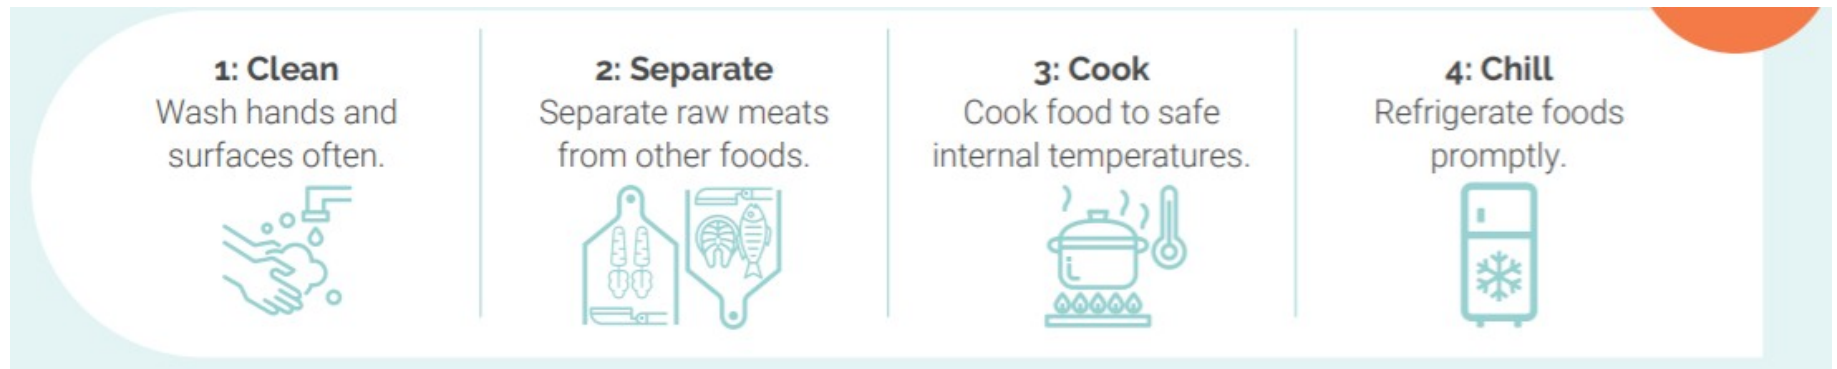 1: Clean
Wash hands and
surfaces often.
2: Separate
Separate raw meats
from other foods.
3: Cook
Cook food to safe
internal temperatures.
4: Chill
Refrigerate foods
promptly.